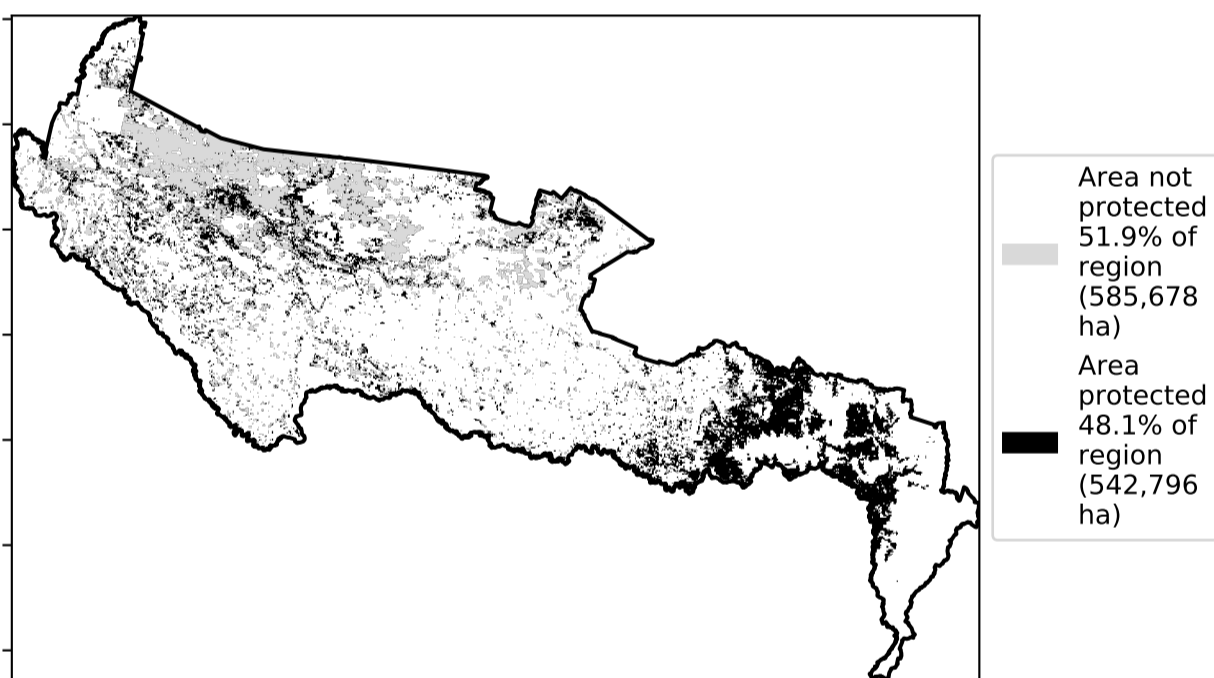 Area not
protected
51.9% of
region
(585,678
ha)
Area
protected
48.1% of
region
(542,796
ha)